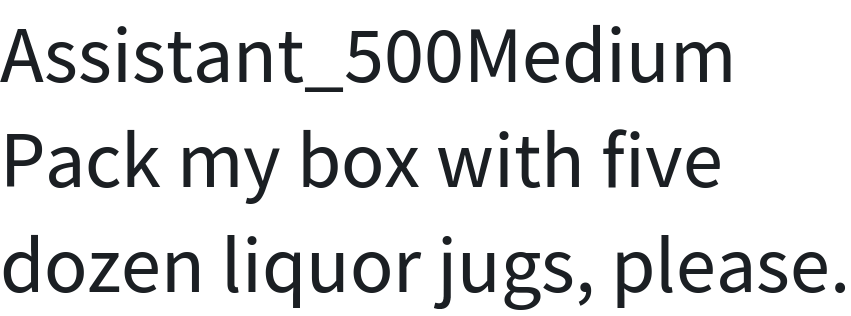 Assistant_500Medium
Pack my box with five
dozen liquor jugs, please.